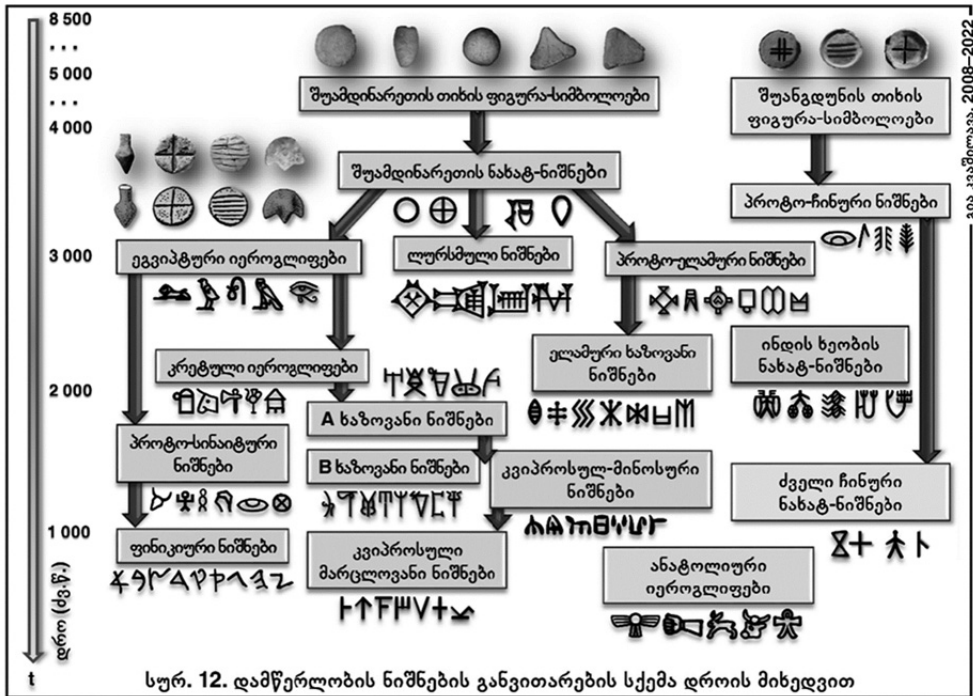 8 500
. . .
5 000
. . .
4 000
3 000
2 000
1 000
დრო (ძვ.წ.)
t
შუამდინარეთის თიხის ფიგურა-სიმბოლოები
შუანგდუნის თიხის
ფიგურა-სიმბოლოები
შუამდინარეთის ნახატ-ნიშნები
პროტო-ჩინური ნიშნები
ეგვიპტური იეროგლიფები
ლურსმული ნიშნები
პროტო-ელამური ნიშნები
კრეტული იეროგლიფები
ელამური ხაზოვანი
ნიშნები
ინდის ხეობის
ნახატ-ნიშნები
A ხაზოვანი ნიშნები
პროტო-სინაიტური
ნიშნები
B ხაზოვანი ნიშნები
კვიპროსულ-მინოსური
ნიშნები
ძველი ჩინური
ნახატ-ნიშნები
ფინიკიური ნიშნები
კვიპროსული
მარცლოვანი ნიშნები
ანატოლიური
იეროგლიფები
სურ. 12. დამწერლობის ნიშნების განვითარების სქემა დროის მიხედვით
2008–2022